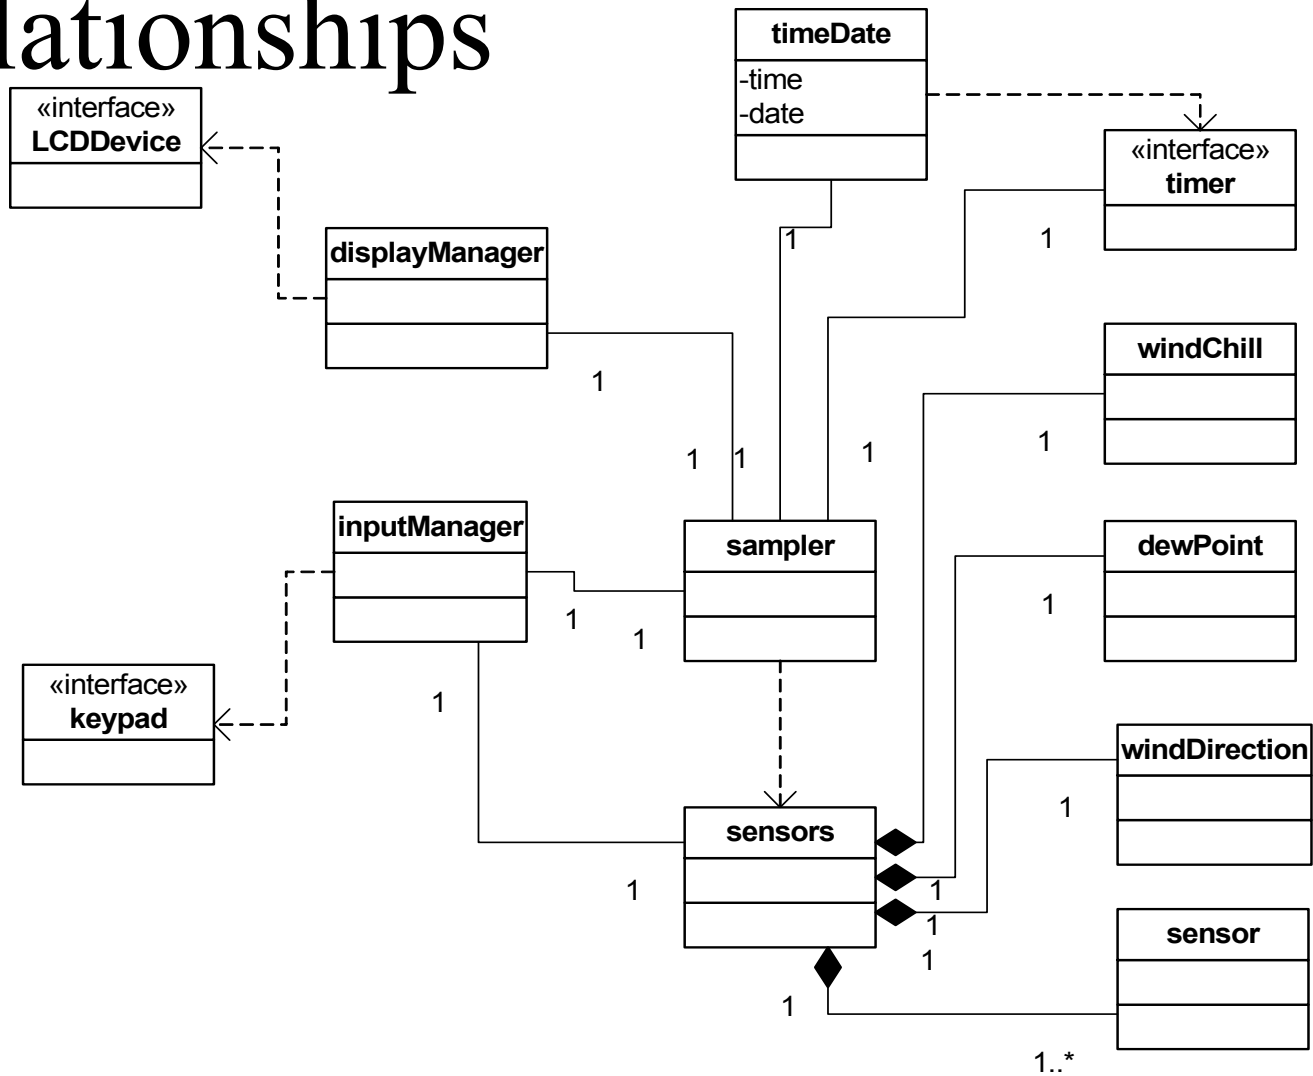 lationships
timeDate
-time
-date
«interface»
LCDDevice
«interface»
timer
displayManager
1
1
1
windChill
1
1
1
1
inputManager
sampler
dewPoint
1
1
1
«interface»
keypad
1
windDirection
1
sensors
1
1
1
1
sensor
1
1..*